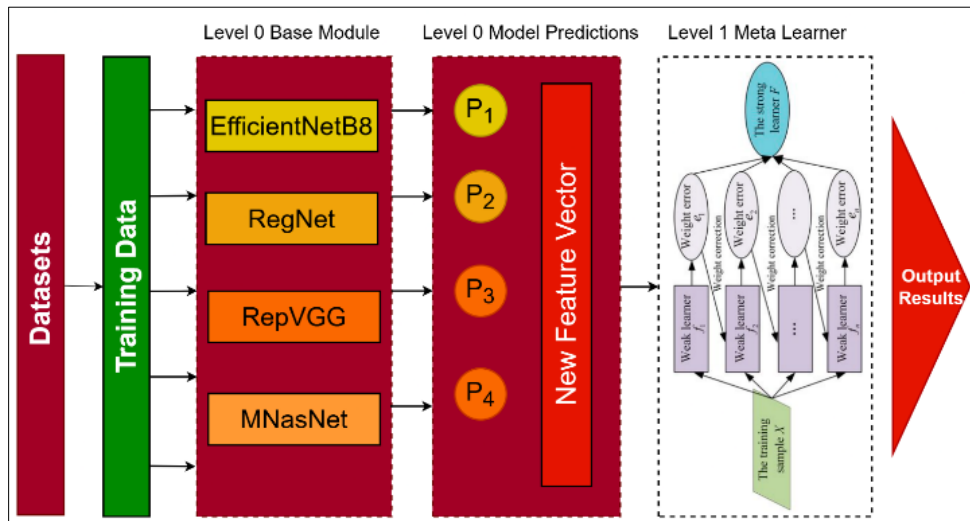 Level 0 Base Module
Level 0 Model Predictions
Level 1 Meta Learner
Datasets
Training Data
EfficientNetB8
RegNet
RepVGG
MNasNet
P1
P2
P3
P4
New Feature Vector
The strong
learner F
Weight error
e1
Weight error
e2
...
Weight error
en
Weight correction
Weight correction
Weight correction
Weak learner
f1
Weak learner
f2
...
Weak learner
fn
The training
sample X
Output
Results